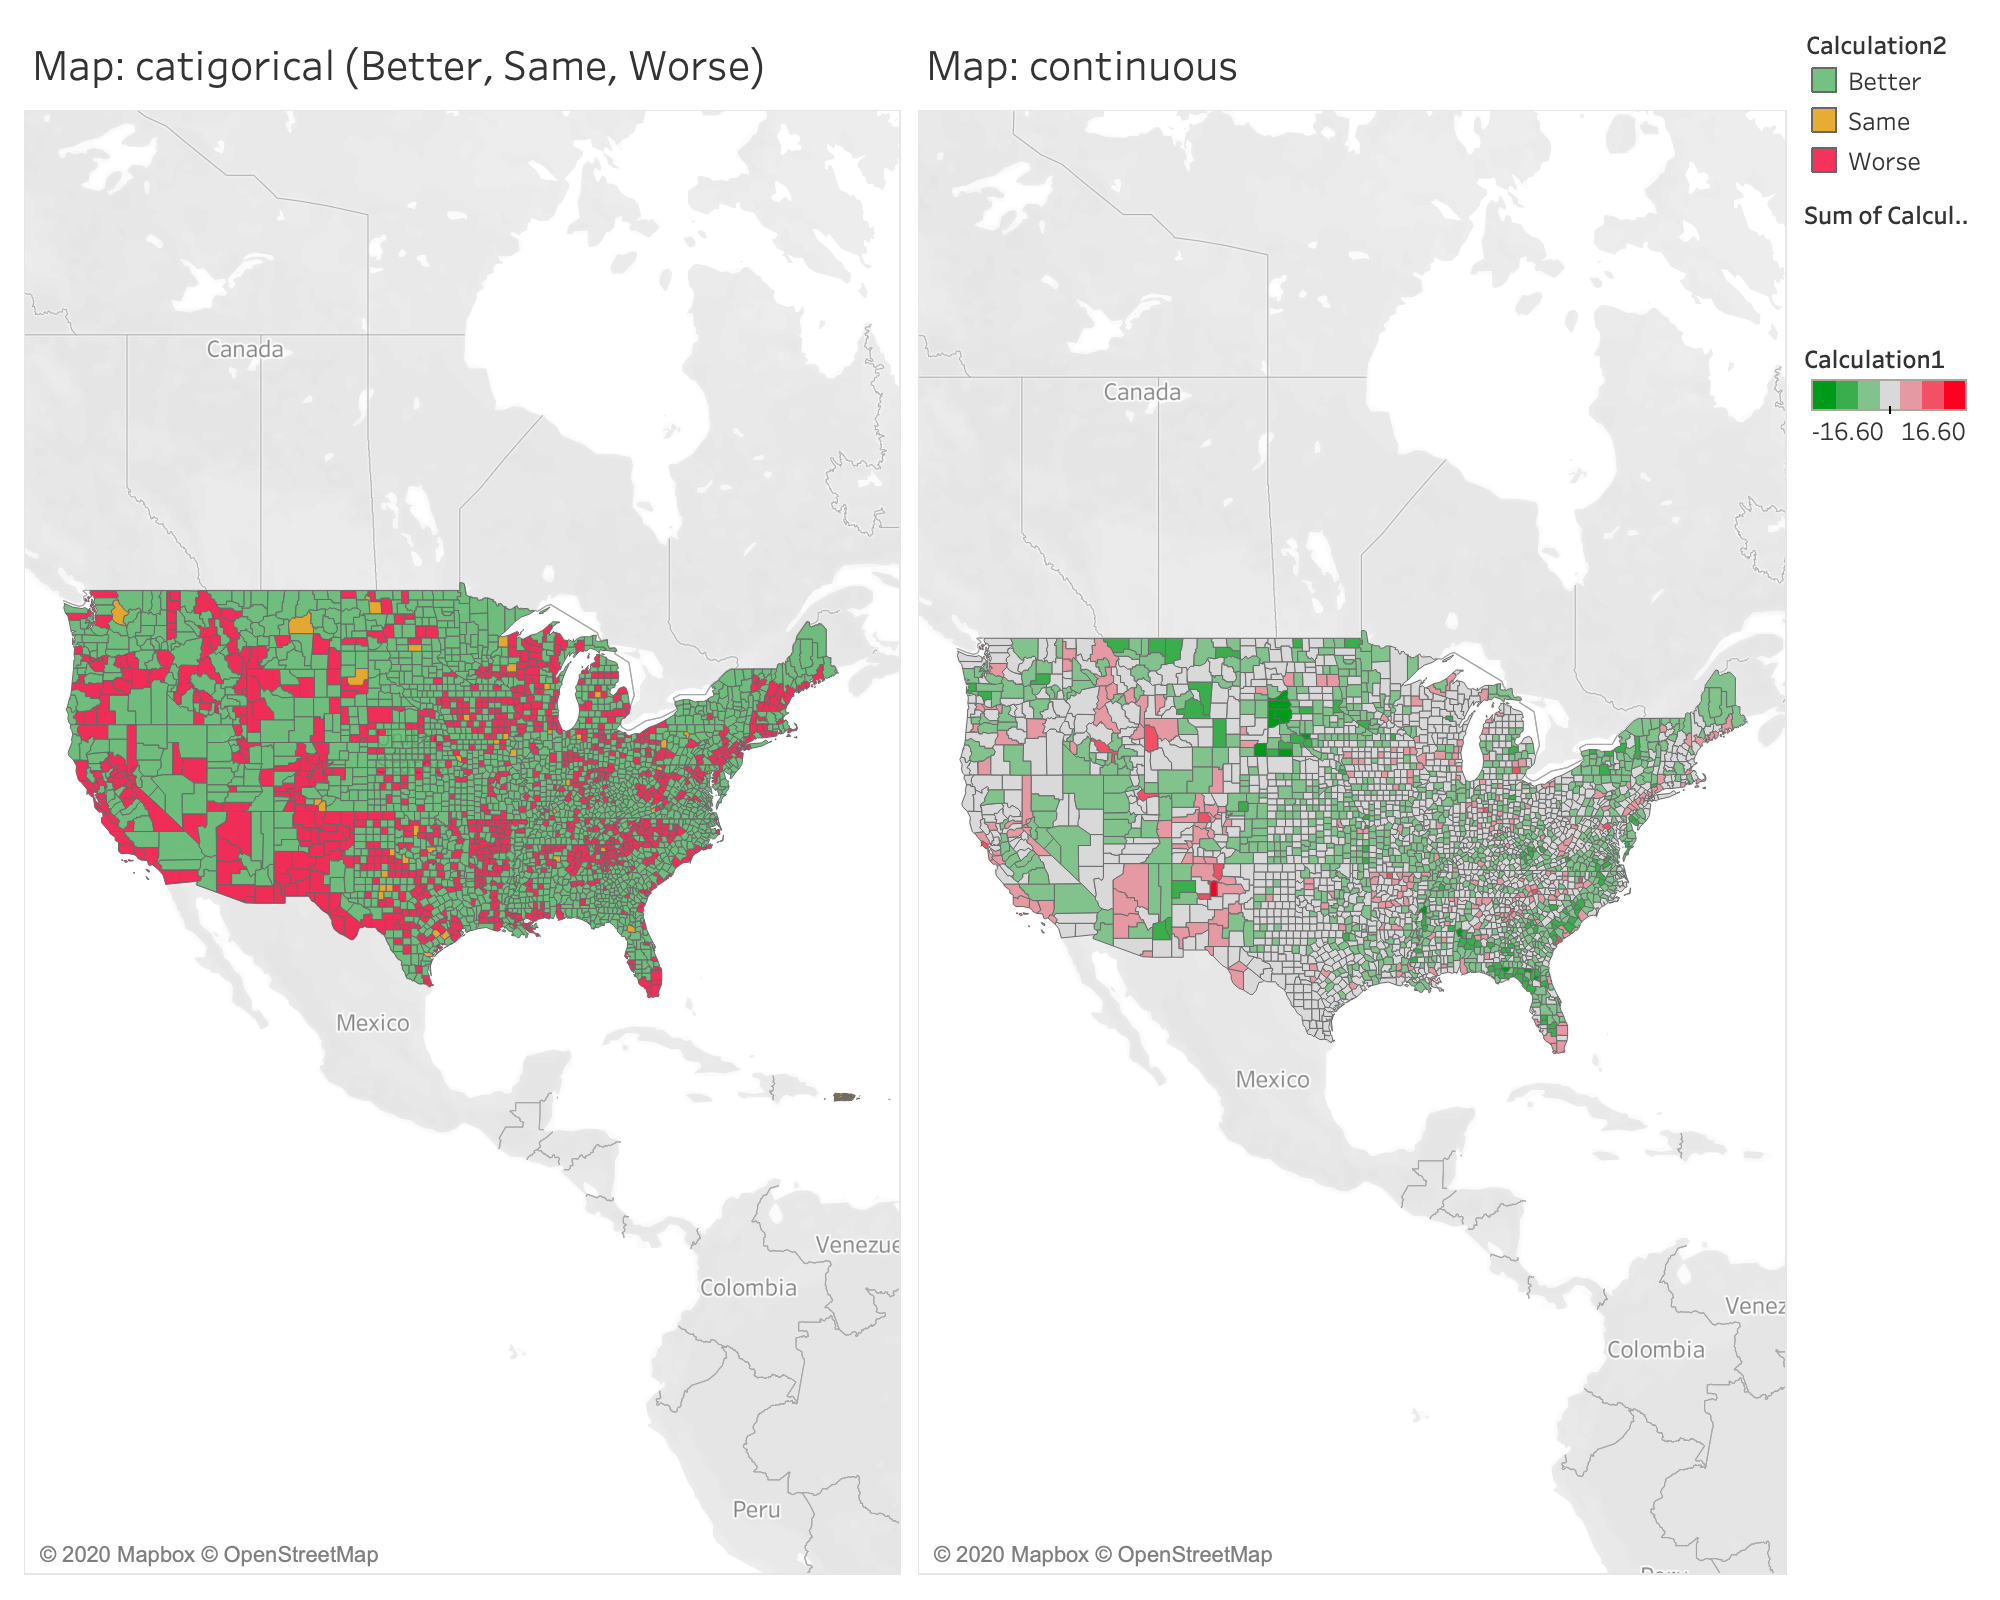 Map: catigorical (Better, Same, Worse)
Map: continuous
Calculation2
Better
Same
Worse
Sum of Calcul..
Calculation1
-16.60 16.60
Canada
Mexico
Venezue
Colombia
Peru
© 2020 Mapbox © OpenStreetMap
Canada
Mexico
Venez
Colombia
© 2020 Mapbox © OpenStreetMap